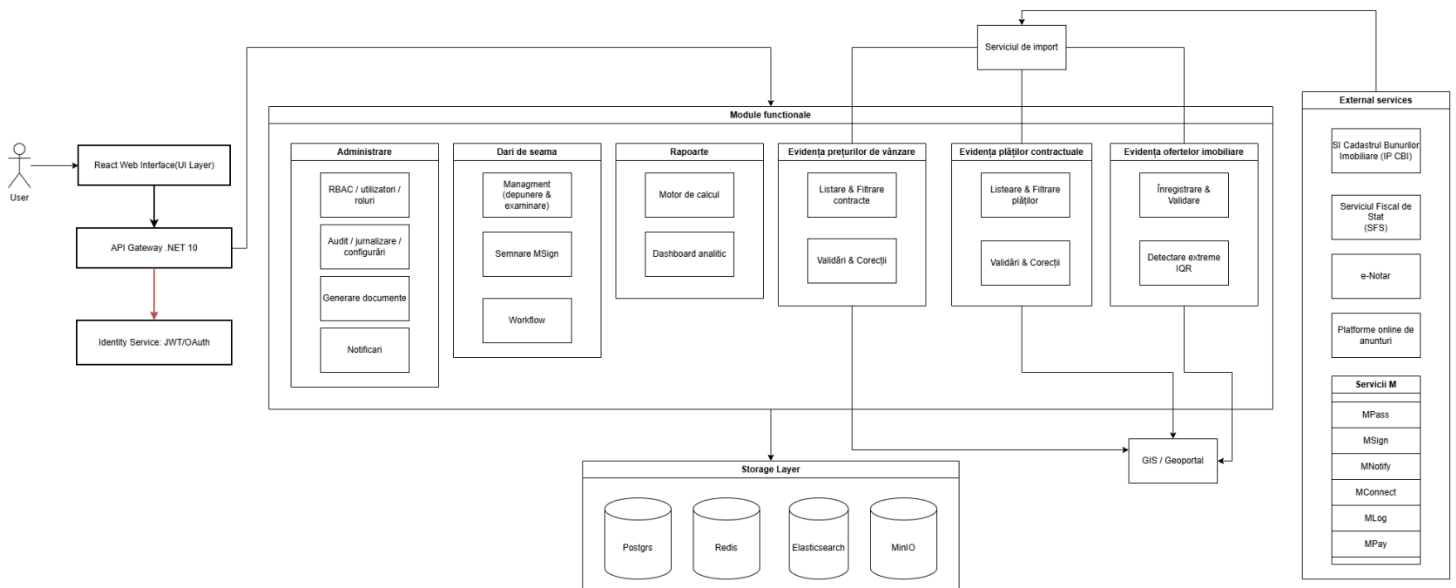 Serviciul de import
External services
SI Cadastrul Bunurilor
Imobiliare (IP CBI)
Serviciul Fiscal de
Stat
(SFS)
e-Notar
Platforme online de
anunturi
Servicii M
MPass
MSign
MNotify
MConnect
MLog
MPay
User
React Web Interface(UI Layer)
API Gateway .NET 10
Identity Service: JWT/OAuth
Module functionale
Administrare
RBAC / utilizatori /
roluri
Audit / jurnalizare /
configurări
Generare documente
Notificari
Dari de seama
Managment
(depunere &
examinare)
Semnare MSign
Workflow
Rapoarte
Motor de calcul
Dashboard analitic
Evidența prețurilor de vânzare
Listare & Filtrare
contracte
Validări & Corecții
Evidența plăților contractuale
Listeare & Filtrare
plăților
Validări & Corecții
Evidența ofertelor imobiliare
Înregistrare &
Validare
Detectare extreme
IQR
GIS / Geoportal
Storage Layer
Postgrs
Redis
Elasticsearch
MinIO